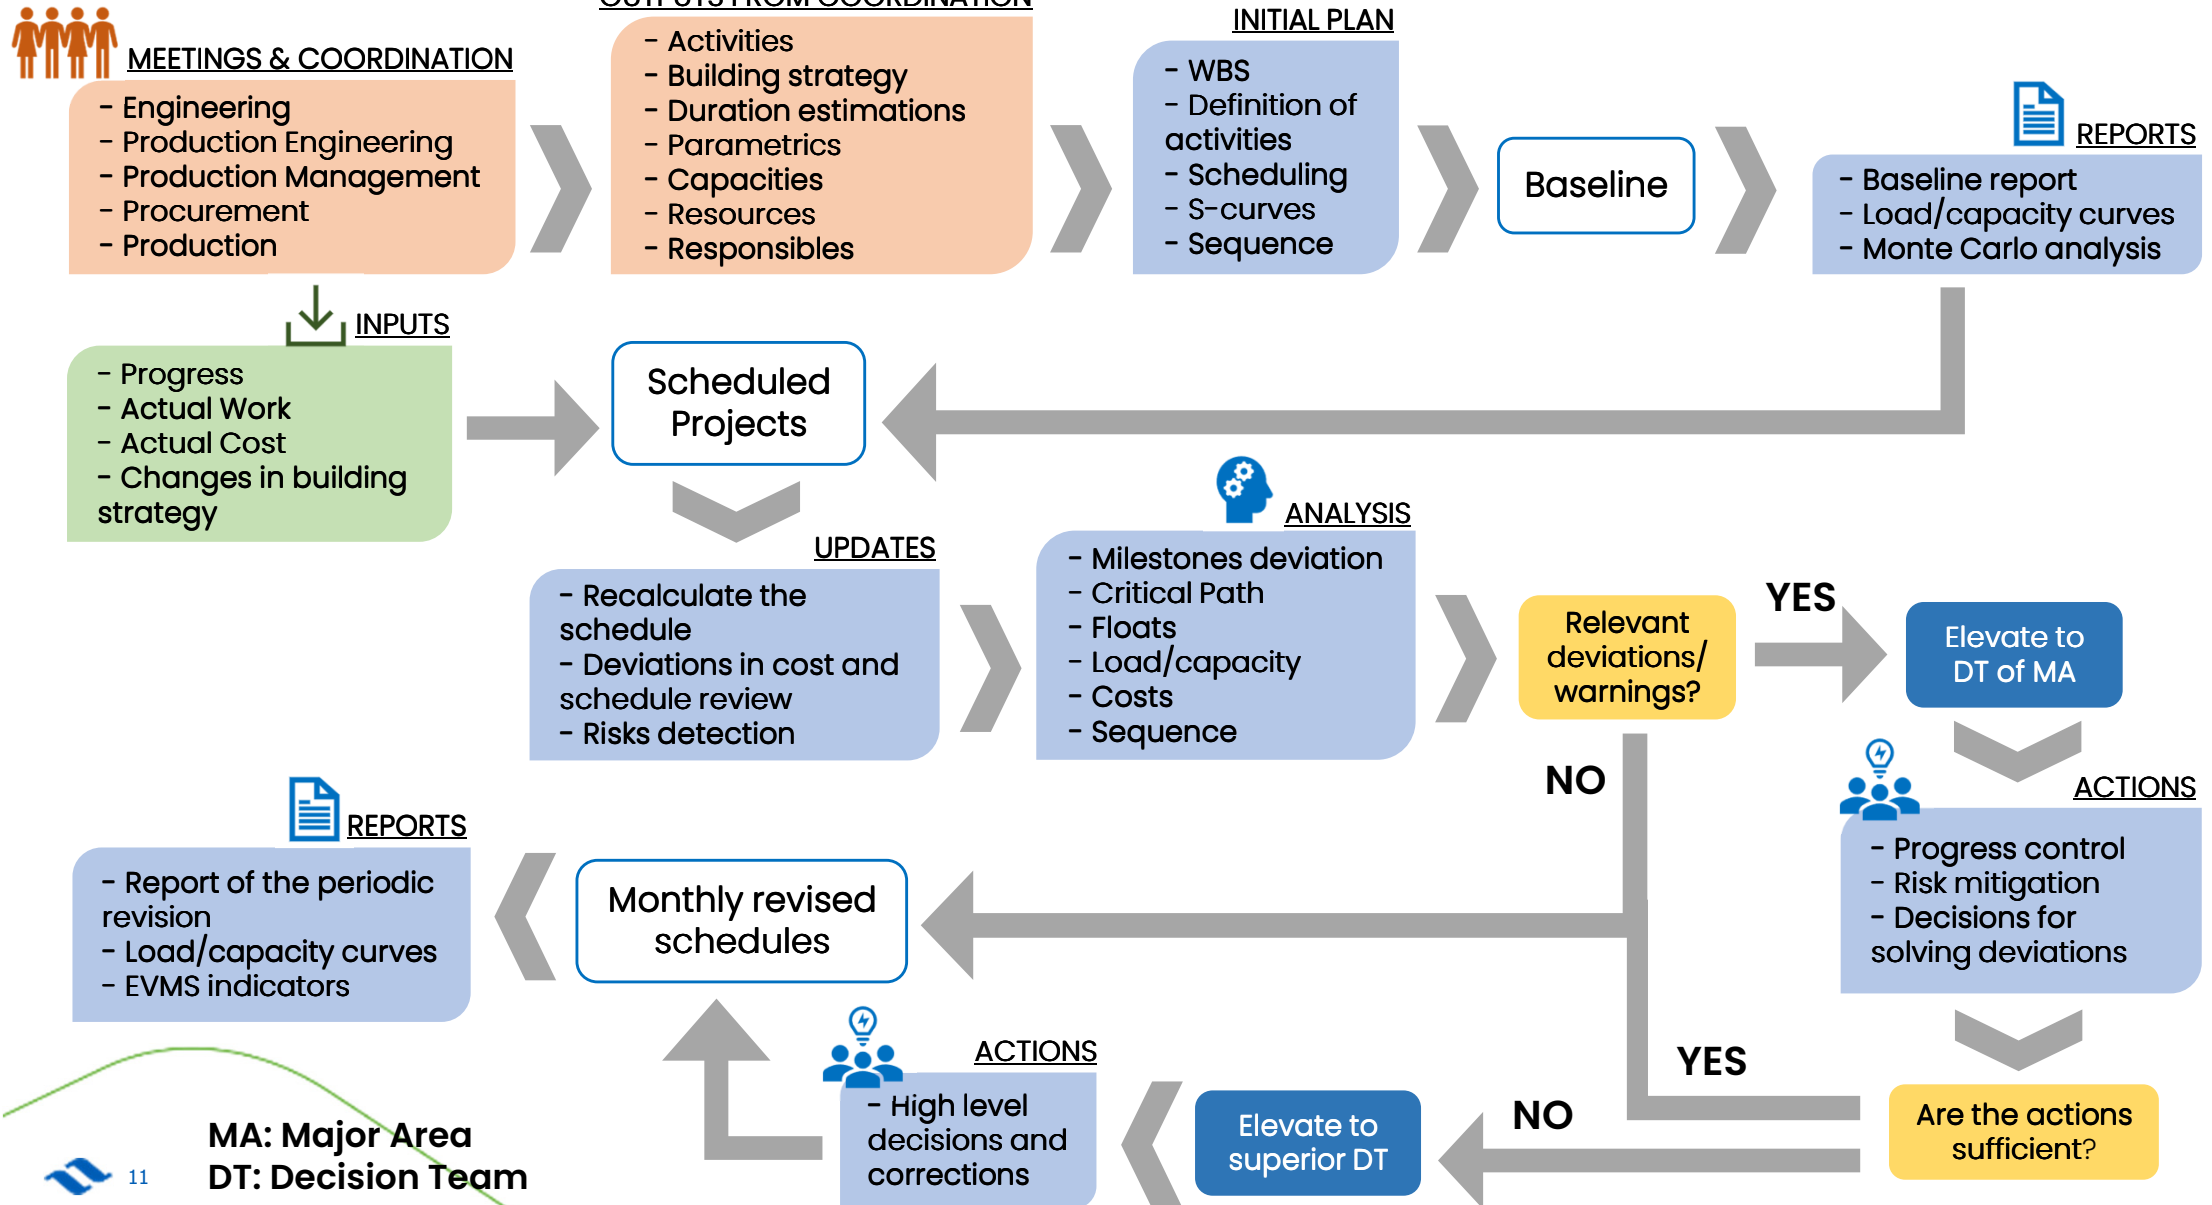 OUTPUTS FROM COORDINATION
INITIAL PLAN
MEETINGS & COORDINATION
- Engineering
- Production Engineering
- Production Management
- Procurement
- Production
- Activities
- Building strategy
- Duration estimations
- Parametrics
- Capacities
- Resources
- Responsibles
- WBS
- Definition of
activities
- Scheduling
- S-curves
- Sequence
Baseline
REPORTS
- Baseline report
- Load/capacity curves
- Monte Carlo analysis
INPUTS
- Progress
- Actual Work
- Actual Cost
- Changes in building
strategy
Scheduled
Projects
UPDATES
- Recalculate the
schedule
- Deviations in cost and
schedule review
- Risks detection
ANALYSIS
- Milestones deviation
- Critical Path
- Floats
- Load/capacity
- Costs
- Sequence
Relevant
deviations/
warnings?
YES
Elevate to
DT of MA
NO
ACTIONS
- Progress control
- Risk mitigation
- Decisions for
solving deviations
REPORTS
- Report of the periodic
revision
- Load/capacity curves
- EVMS indicators
Monthly revised
schedules
YES
NO
Are the actions
sufficient?
Elevate to
superior DT
ACTIONS
- High level
decisions and
corrections
MA: Major Area
DT: Decision Team
11